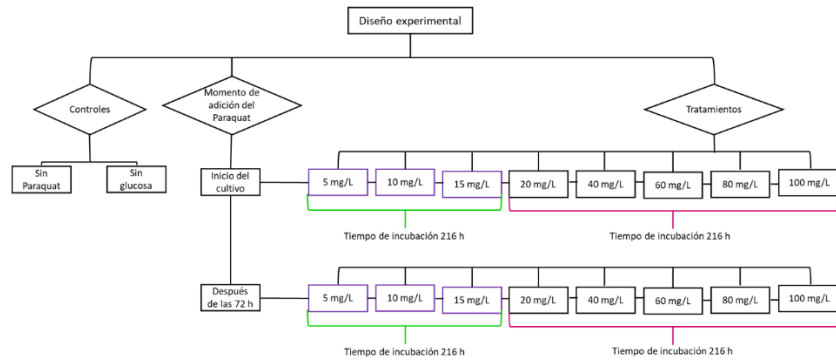 Diseño experimental
Controles
Momento de
adición del
Paraquat
Tratamientos
Sin
Paraquat
Sin
glucosa
Inicio del
cultivo
5 mg/L
10 mg/L
15 mg/L
20 mg/L
40 mg/L
60 mg/L
80 mg/L
100 mg/L
Tiempo de incubación 216 h
Tiempo de incubación 216 h
Después
de las 72 h
5 mg/L
10 mg/L
15 mg/L
20 mg/L
40 mg/L
60 mg/L
80 mg/L
100 mg/L
Tiempo de incubación 216 h
Tiempo de incubación 216 h